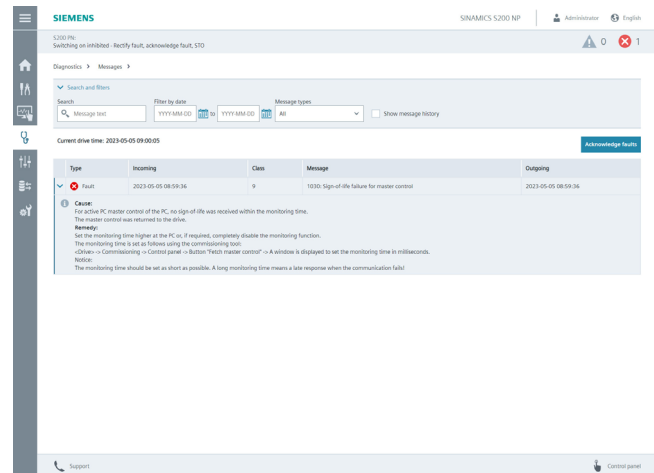 SIEMENS
SINAMICS S200 NP
Administrator
English
S200 PN:
Switching on inhibited - Rectify fault, acknowledge fault, STO
0
1
Diagnostics > Messages >
Search and filters
Search
Filter by date
Message types
Message text
YYYY-MM-DD
to
YYYY-MM-DD
All
Show message history
Current drive time: 2023-05-05 09:00:05
Acknowledge faults
Type
Incoming
Class
Message
Outgoing
Fault
2023-05-05 08:59:36
9
1030: Sign-of-life failure for master control
2023-05-05 08:59:36
Cause:
For active PC master control of the PC, no sign-of-life was received within the monitoring time.
The master control was returned to the drive.
Remedy:
Set the monitoring time higher at the PC or, if required, completely disable the monitoring function.
The monitoring time is set as follows using the commissioning tool:
<Drive> -> Commissioning -> Control panel -> Button "Fetch master control" -> A window is displayed to set the monitoring time in milliseconds.
Notice:
The monitoring time should be set as short as possible. A long monitoring time means a late response when the communication fails!
Support
Control panel